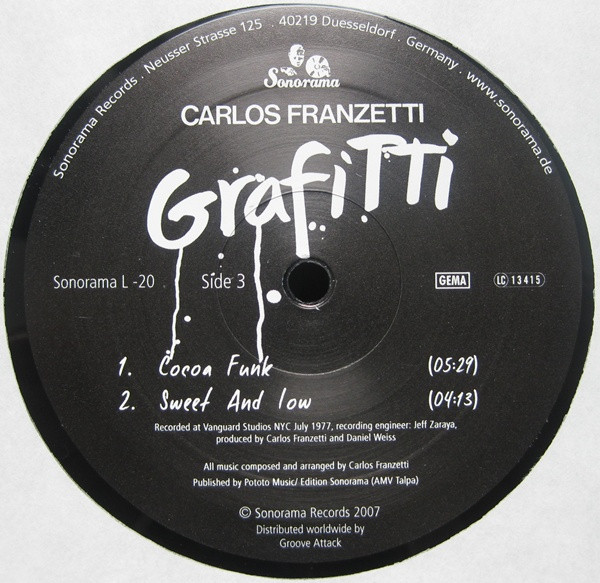 Sonorama Records . Neusser Strasse 125 . 40219 Duesseldorf . Germany . www.sonorama.de
Sonorama
CARLOS FRANZETTI
GrafiTTi
Sonorama L -20 Side 3 GEMA LC 13415
1. Cocoa Funk (05:29)
2. Sweet And low (04:13)
Recorded at Vanguard Studios NYC July 1977, recording engineer: Jeff Zaraya,
produced by Carlos Franzetti and Daniel Weiss
All music composed and arranged by Carlos Franzetti
Published by Pototo Music/ Edition Sonorama (AMV Talpa)
© Sonorama Records 2007
Distributed worldwide by
Groove Attack